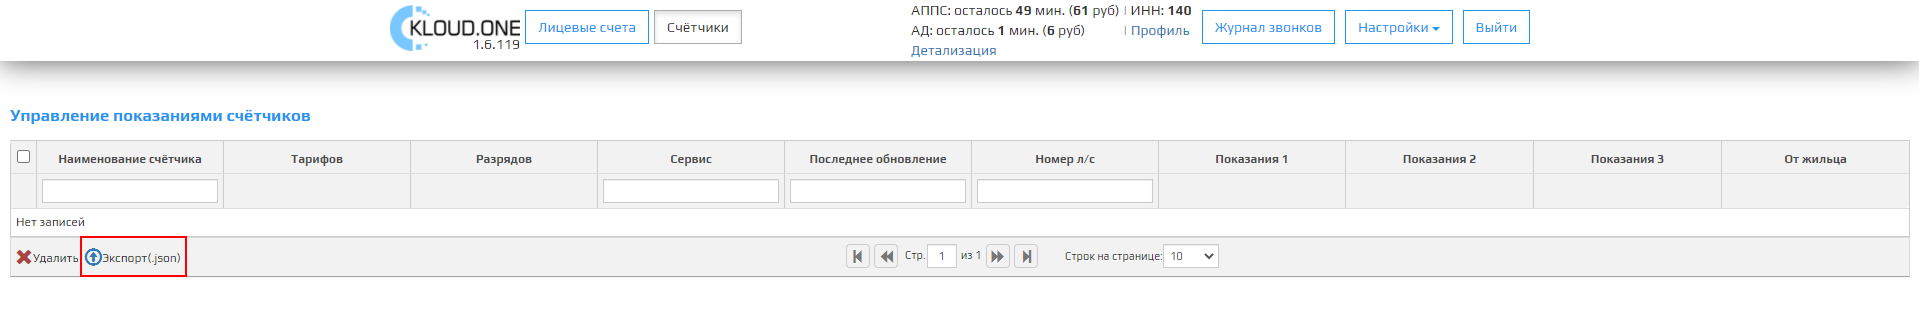 KLOUD.ONE
1.6.119
Лицевые счета
Счётчики
АППС: осталось 49 мин. (61 руб) | ИНН: 140
АД: осталось 1 мин. (6 руб) | Профиль
Детализация
Журнал звонков
Настройки
Выйти
Управление показаниями счётчиков
Наименование счётчика Тарифов Разрядов Сервис Последнее обновление Номер л/с Показания 1 Показания 2 Показания 3 От жильца
Нет записей
Удалить Экспорт(.json) Стр. 1 из 1 Строк на странице: 10